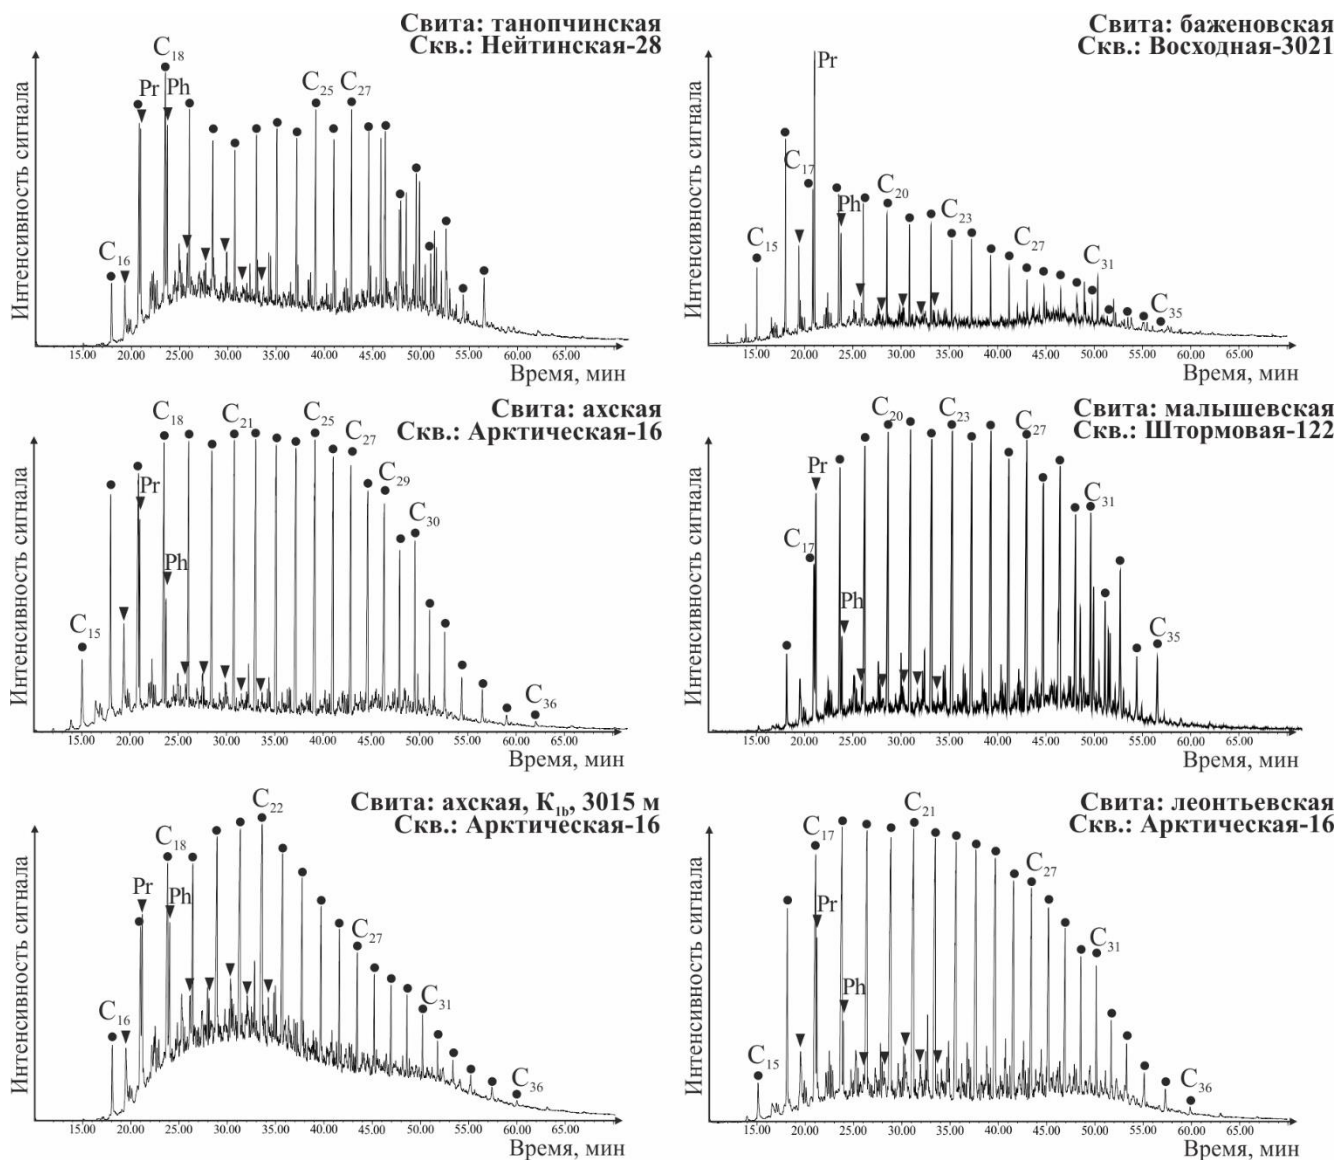 Свита: танопчинская
Скв.: Нейтинская-28
Интенсивность сигнала
C16
Pr
C18
Ph
C25
C27
15.00 20.00 25.00 30.00 35.00 40.00 45.00 50.00 55.00 60.00 65.00
Время, мин
Свита: баженовская
Скв.: Восходная-3021
Интенсивность сигнала
C15
C17
Pr
Ph
C20
C23
C27
C31
C35
15.00 20.00 25.00 30.00 35.00 40.00 45.00 50.00 55.00 60.00 65.00
Время, мин
Свита: ахская
Скв.: Арктическая-16
Интенсивность сигнала
C15
Pr
C18
Ph
C21
C25
C27
C29
C30
C36
15.00 20.00 25.00 30.00 35.00 40.00 45.00 50.00 55.00 60.00 65.00
Время, мин
Свита: малышевская
Скв.: Штормовая-122
Интенсивность сигнала
C17
Pr
Ph
C20
C23
C27
C31
C35
15.00 20.00 25.00 30.00 35.00 40.00 45.00 50.00 55.00 60.00 65.00
Время, мин
Свита: ахская, К1b, 3015 м
Скв.: Арктическая-16
Интенсивность сигнала
C16
Pr
C18
Ph
C22
C27
C31
C36
15.00 20.00 25.00 30.00 35.00 40.00 45.00 50.00 55.00 60.00 65.00
Время, мин
Свита: леонтьевская
Скв.: Арктическая-16
Интенсивность сигнала
C15
C17
Pr
Ph
C21
C27
C31
C36
15.00 20.00 25.00 30.00 35.00 40.00 45.00 50.00 55.00 60.00 65.00
Время, мин